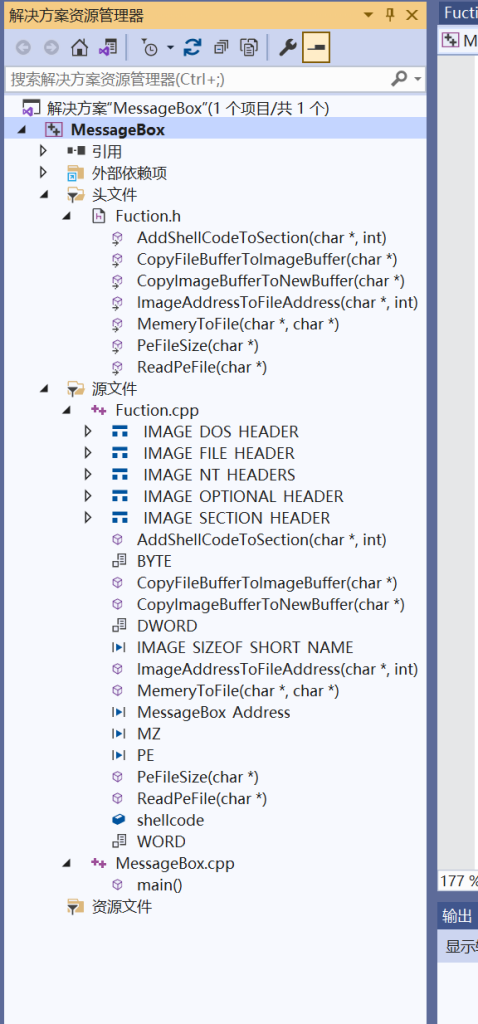 解决方案资源管理器
搜索解决方案资源管理器(Ctrl+;)
解决方案"MessageBox"(1 个项目/共 1 个)
MessageBox
引用
外部依赖项
头文件
Fuction.h
AddShellCodeToSection(char *, int)
CopyFileBufferToImageBuffer(char *)
CopyImageBufferToNewBuffer(char *)
ImageAddressToFileAddress(char *, int)
MemeryToFile(char *, char *)
PeFileSize(char *)
ReadPeFile(char *)
源文件
Fuction.cpp
IMAGE DOS HEADER
IMAGE FILE HEADER
IMAGE NT HEADERS
IMAGE OPTIONAL HEADER
IMAGE SECTION HEADER
AddShellCodeToSection(char *, int)
BYTE
CopyFileBufferToImageBuffer(char *)
CopyImageBufferToNewBuffer(char *)
DWORD
IMAGE SIZEOF SHORT NAME
ImageAddressToFileAddress(char *, int)
MemeryToFile(char *, char *)
MessageBox Address
MZ
PE
PeFileSize(char *)
ReadPeFile(char *)
shellcode
WORD
MessageBox.cpp
main()
资源文件
Fucti
M
177 %
输出